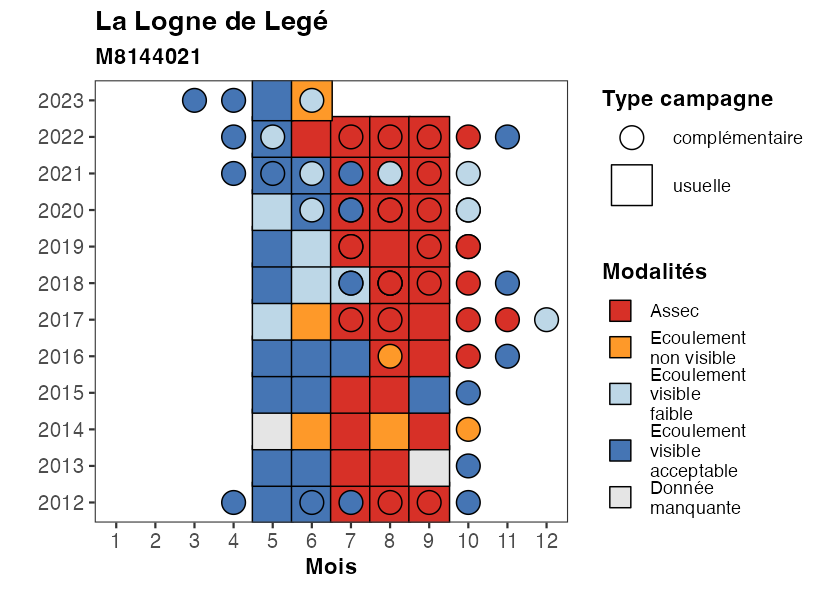 La Logne de Legé
M8144021
2023
2022
2021
2020
2019
2018
2017
2016
2015
2014
2013
2012
1 2 3 4 5 6 7 8 9 10 11 12
Mois
Type campagne
complémentaire
usuelle
Modalités
Assec
Ecoulement
non visible
Ecoulement
visible
faible
Ecoulement
visible
acceptable
Donnée
manquante